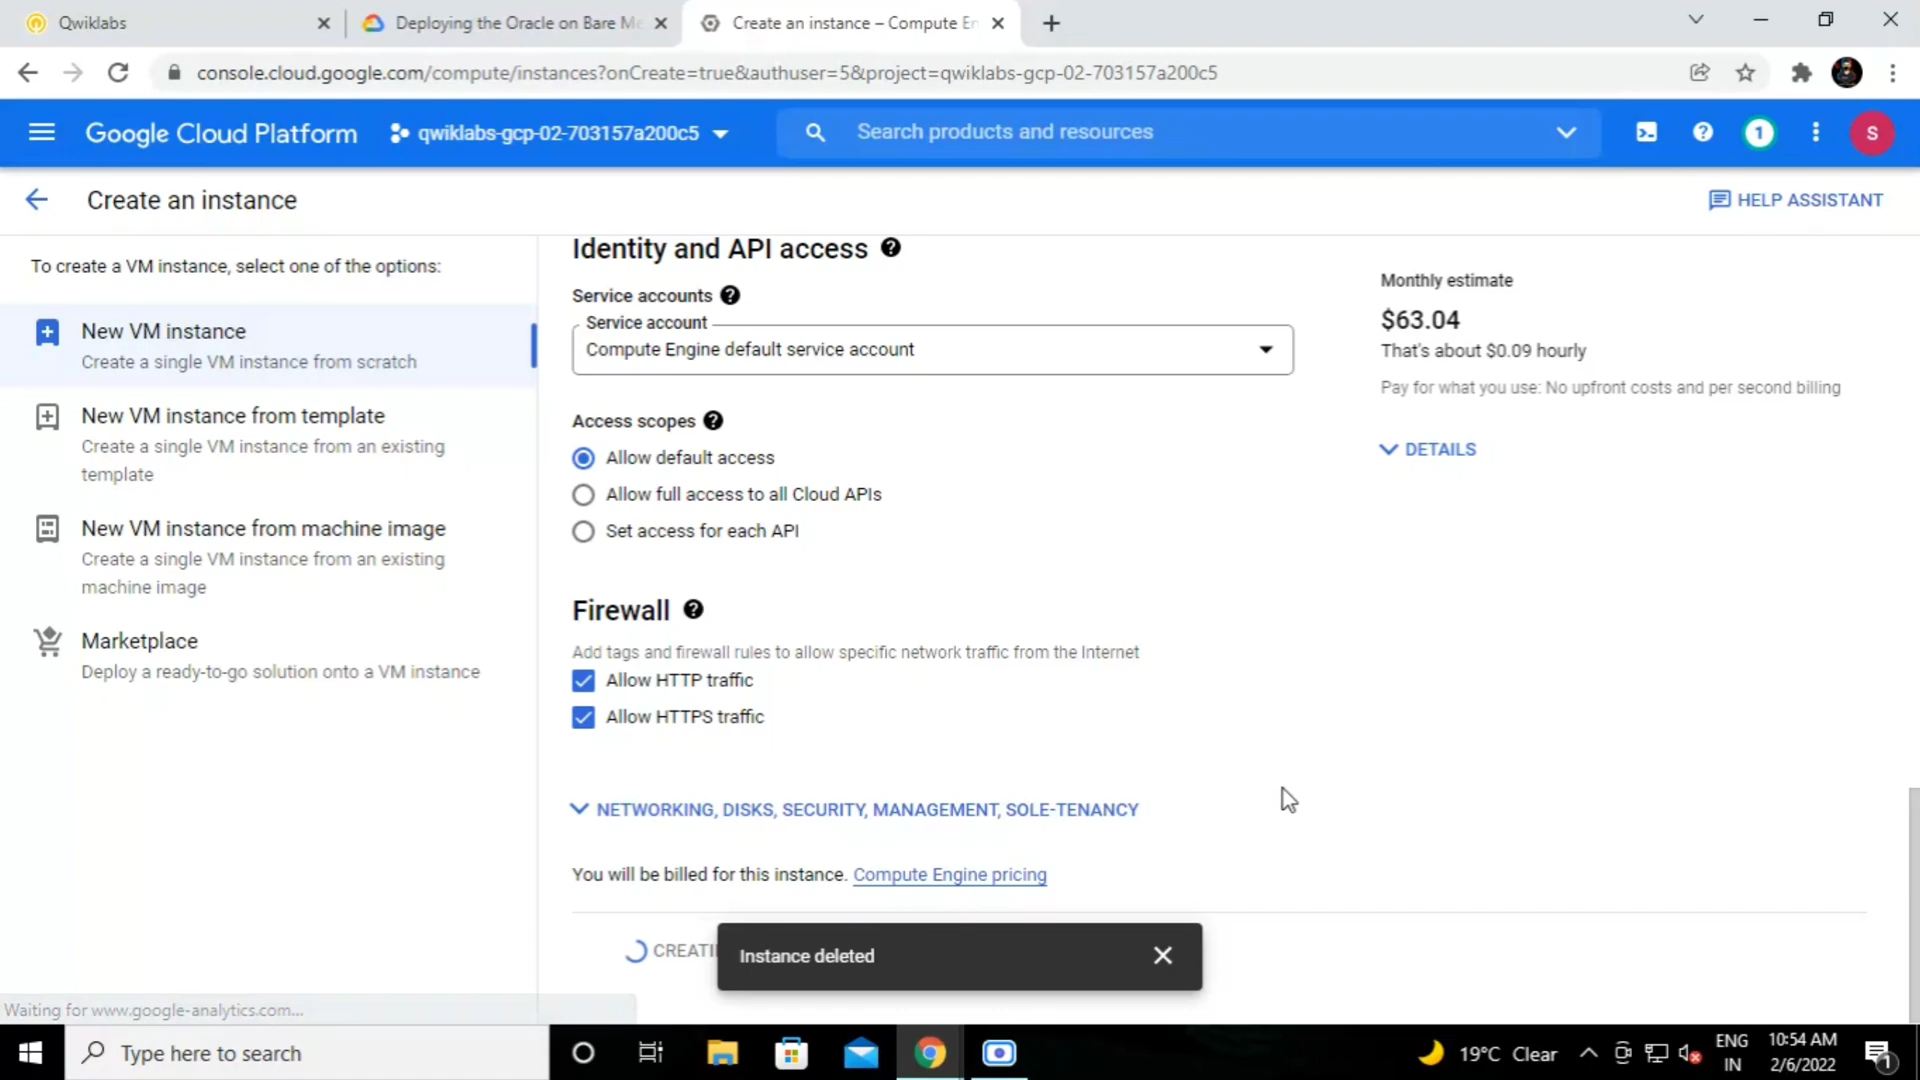 Qwiklabs
Deploying the Oracle on Bare Me
Create an instance – Compute En
console.cloud.google.com/compute/instances?onCreate=true&authuser=5&project=qwiklabs-gcp-02-703157a200c5
Google Cloud Platform
qwiklabs-gcp-02-703157a200c5
Search products and resources
1
S
Create an instance
HELP ASSISTANT
To create a VM instance, select one of the options:
New VM instance
Create a single VM instance from scratch
New VM instance from template
Create a single VM instance from an existing
template
New VM instance from machine image
Create a single VM instance from an existing
machine image
Marketplace
Deploy a ready-to-go solution onto a VM instance
Identity and API access
Service accounts
Service account
Compute Engine default service account
Access scopes
Allow default access
Allow full access to all Cloud APIs
Set access for each API
Firewall
Add tags and firewall rules to allow specific network traffic from the Internet
Allow HTTP traffic
Allow HTTPS traffic
NETWORKING, DISKS, SECURITY, MANAGEMENT, SOLE-TENANCY
You will be billed for this instance. Compute Engine pricing
CREATI
Instance deleted
Monthly estimate
$63.04
That's about $0.09 hourly
Pay for what you use: No upfront costs and per second billing
DETAILS
Waiting for www.google-analytics.com...
Type here to search
19°C Clear
ENG
IN
10:54 AM
2/6/2022
1